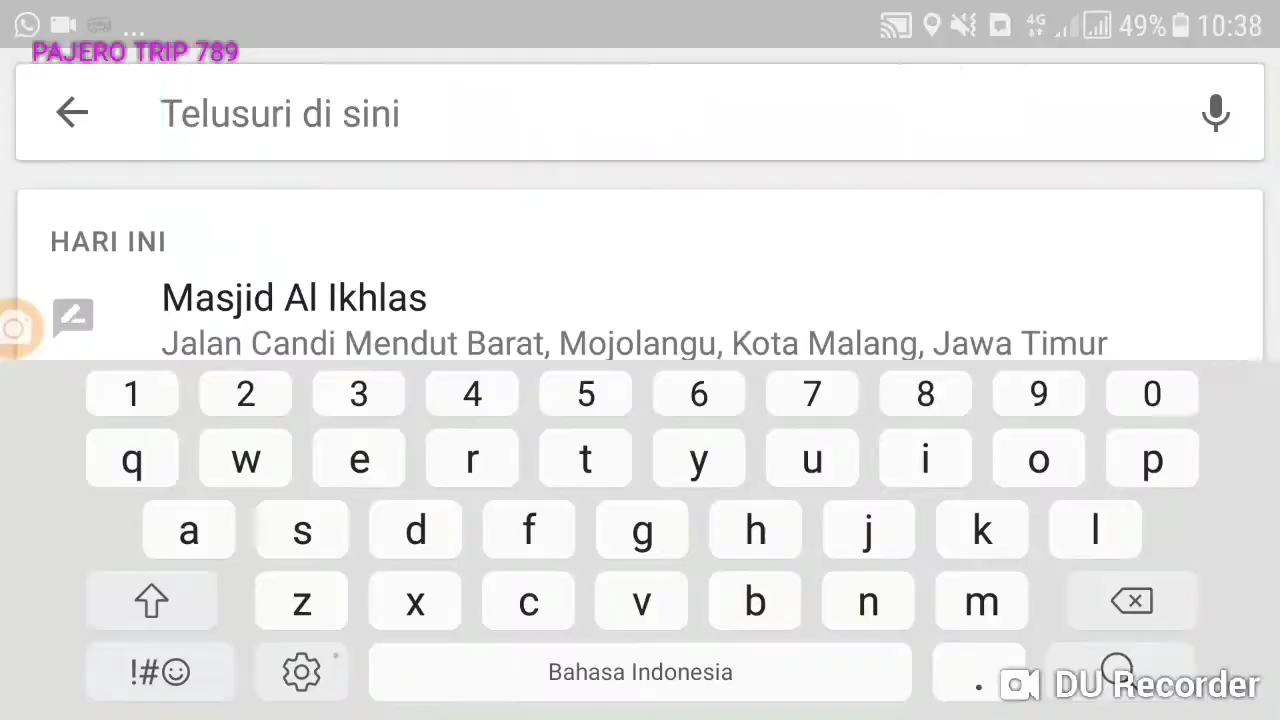 ... 4G 49% 10:38
PAJERO TRIP 789
Telusuri di sini
HARI INI
Masjid Al Ikhlas
Jalan Candi Mendut Barat, Mojolangu, Kota Malang, Jawa Timur
1 2 3 4 5 6 7 8 9 0
q w e r t y u i o p
a s d f g h j k l
z x c v b n m
!#☺ Bahasa Indonesia .
DU Recorder